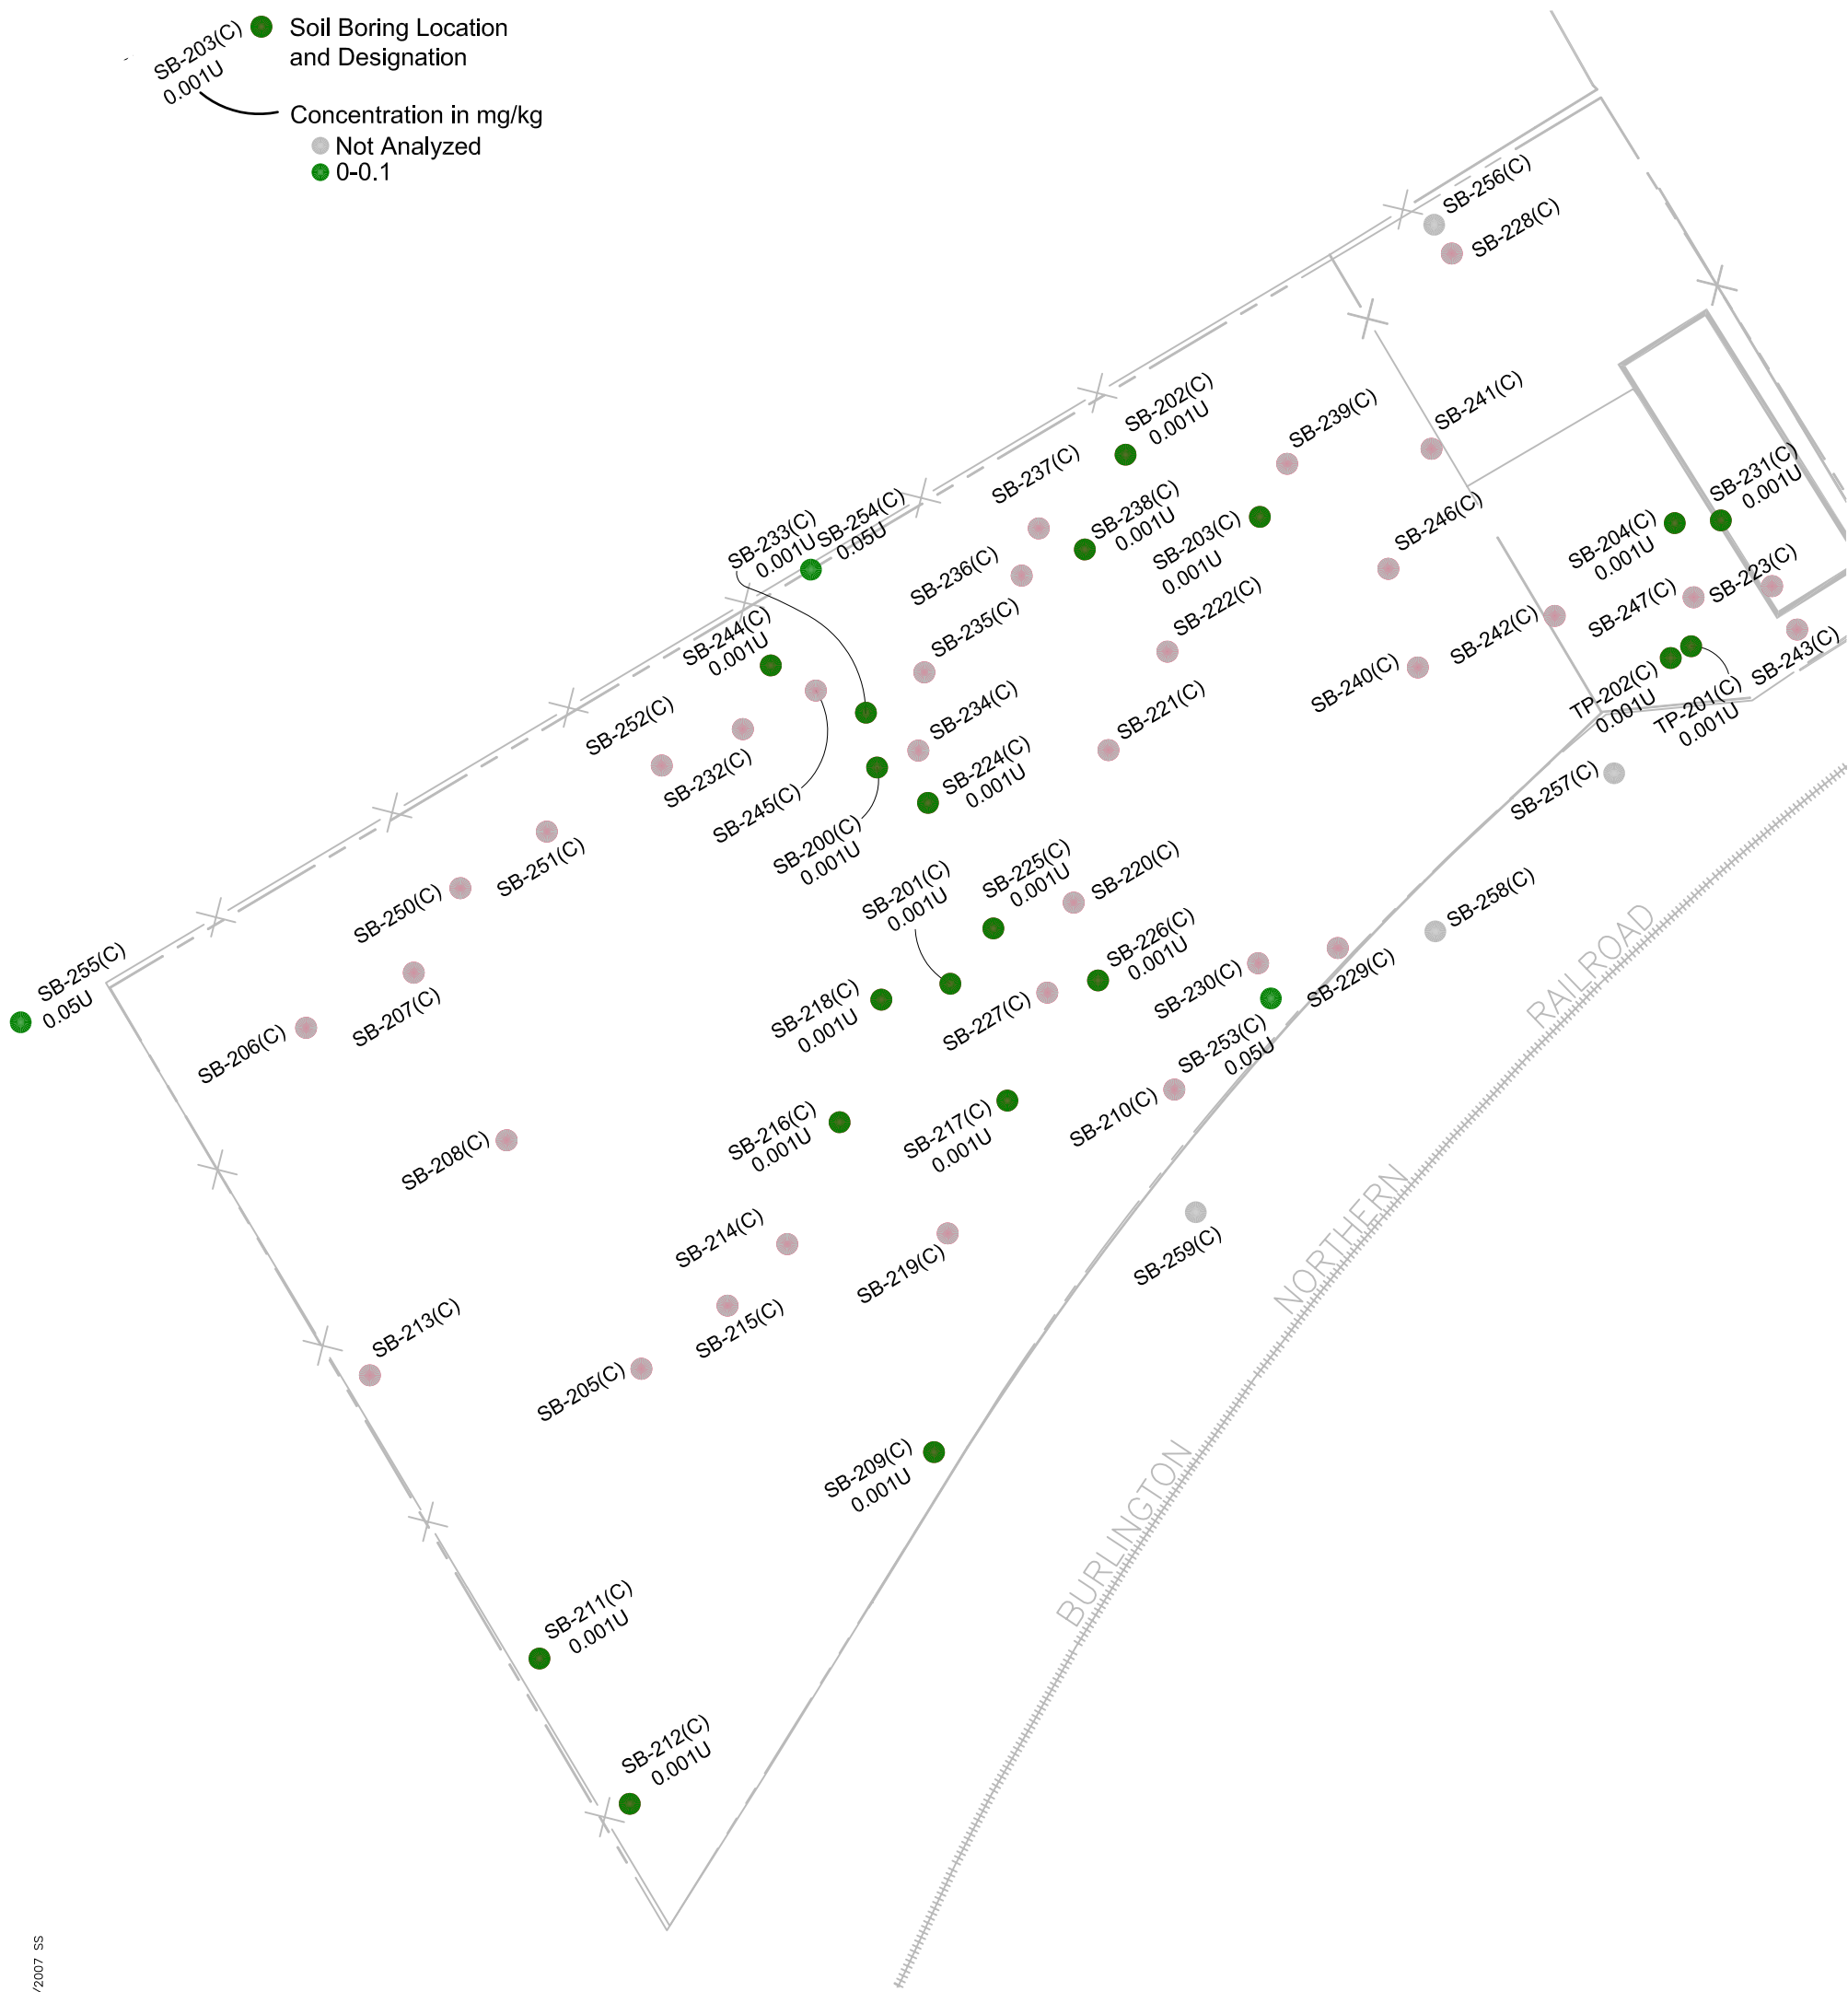 SB-203(C)
0.001U
Soil Boring Location
and Designation
Concentration in mg/kg
Not Analyzed
0-0.1
SB-256(C)
SB-228(C)
SB-202(C)
0.001U
SB-239(C)
SB-241(C)
SB-237(C)
SB-231(C)
0.001U
SB-238(C)
0.001U
SB-254(C)
0.05U
SB-233(C)
0.001U
SB-203(C)
0.001U
SB-246(C)
SB-204(C)
0.001U
SB-236(C)
SB-223(C)
SB-247(C)
SB-222(C)
SB-235(C)
SB-244(C)
0.001U
SB-242(C)
SB-243(C)
SB-240(C)
TP-202(C)
0.001U
TP-201(C)
0.001U
SB-252(C)
SB-234(C)
SB-221(C)
SB-232(C)
SB-224(C)
0.001U
SB-257(C)
SB-245(C)
SB-200(C)
0.001U
SB-251(C)
SB-225(C)
0.001U
SB-220(C)
SB-201(C)
0.001U
SB-258(C)
SB-250(C)
SB-226(C)
0.001U
SB-255(C)
0.05U
SB-229(C)
SB-230(C)
SB-218(C)
0.001U
SB-227(C)
SB-207(C)
SB-206(C)
SB-253(C)
0.05U
SB-210(C)
SB-216(C)
0.001U
SB-217(C)
0.001U
SB-208(C)
SB-214(C)
SB-219(C)
SB-259(C)
SB-213(C)
SB-215(C)
SB-205(C)
SB-209(C)
0.001U
SB-211(C)
0.001U
SB-212(C)
0.001U
BURLINGTON
NORTHERN
RAILROAD
/2007 SS